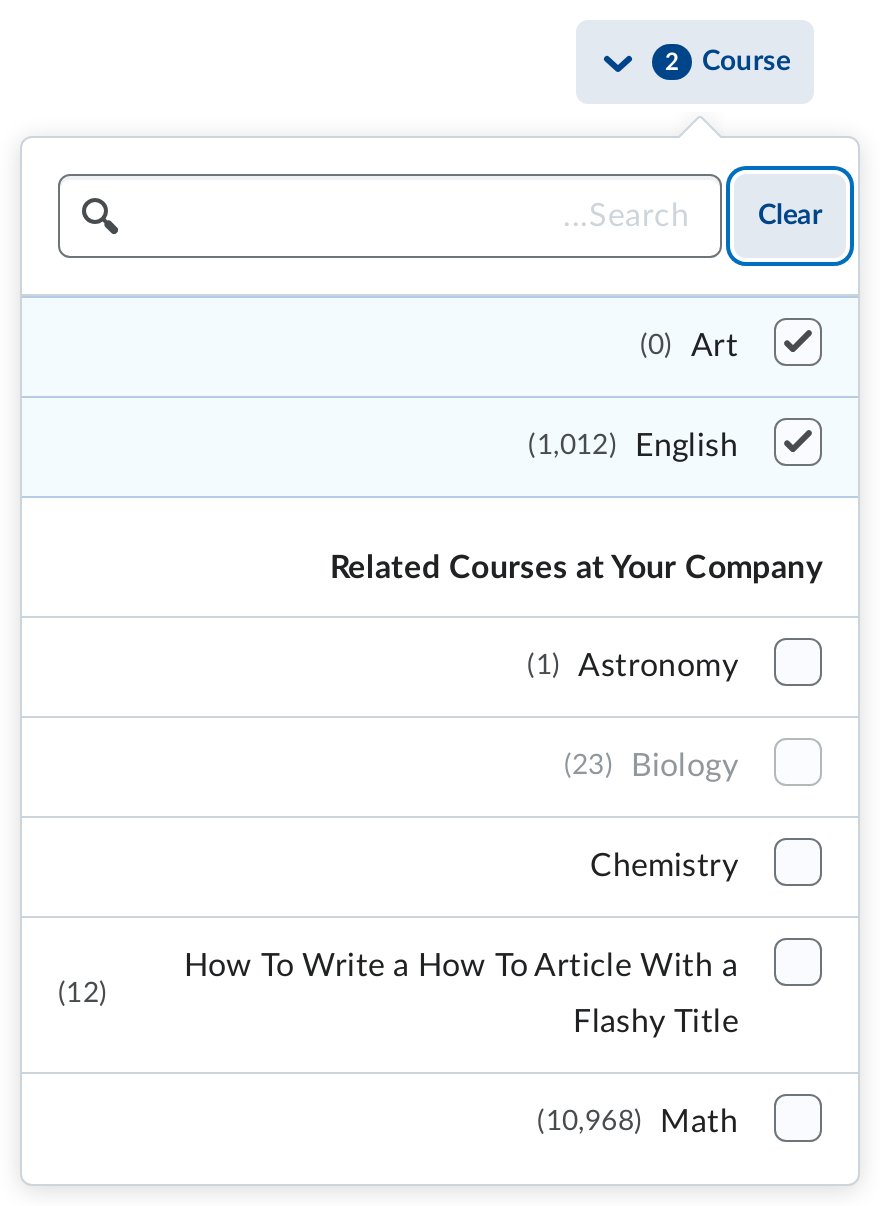 2 Course
...Search
Clear
(0) Art
(1,012) English
Related Courses at Your Company
(1) Astronomy
(23) Biology
Chemistry
How To Write a How To Article With a
Flashy Title
(12)
(10,968) Math